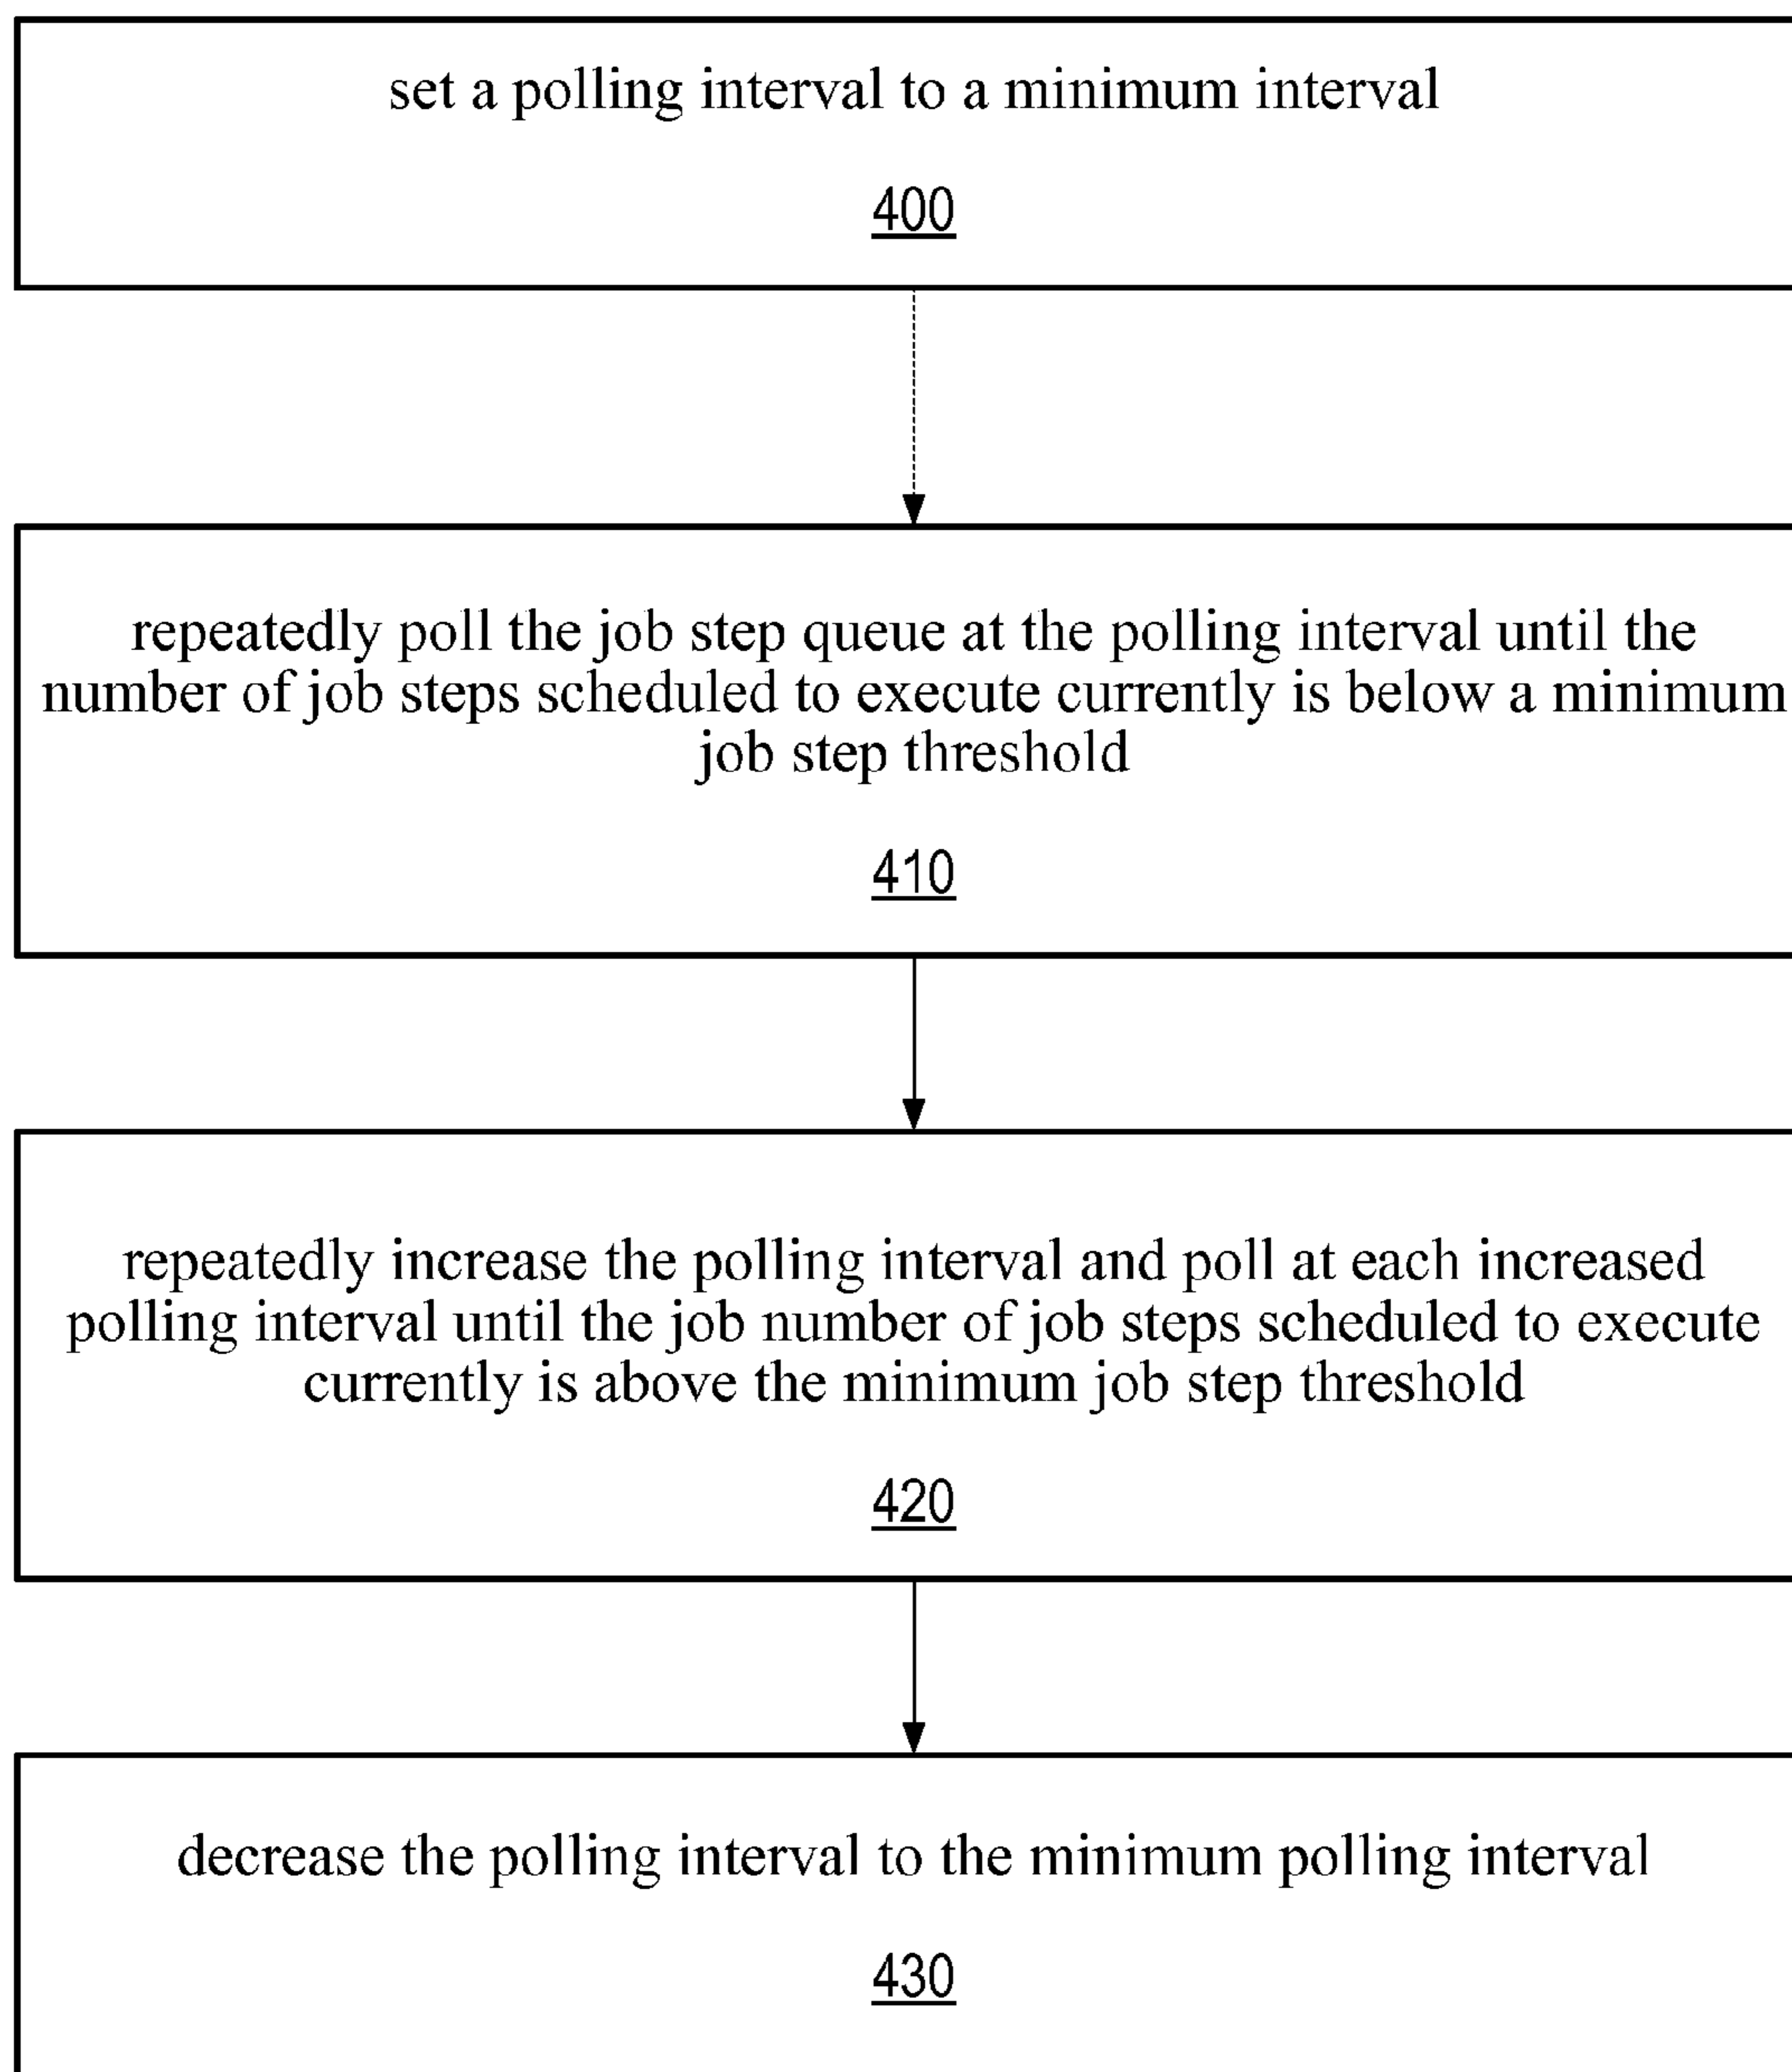 set a polling interval to a minimum interval
400
repeatedly poll the job step queue at the polling interval until the
number of job steps scheduled to execute currently is below a minimum
job step threshold
410
repeatedly increase the polling interval and poll at each increased
polling interval until the job number of job steps scheduled to execute
currently is above the minimum job step threshold
420
decrease the polling interval to the minimum polling interval
430